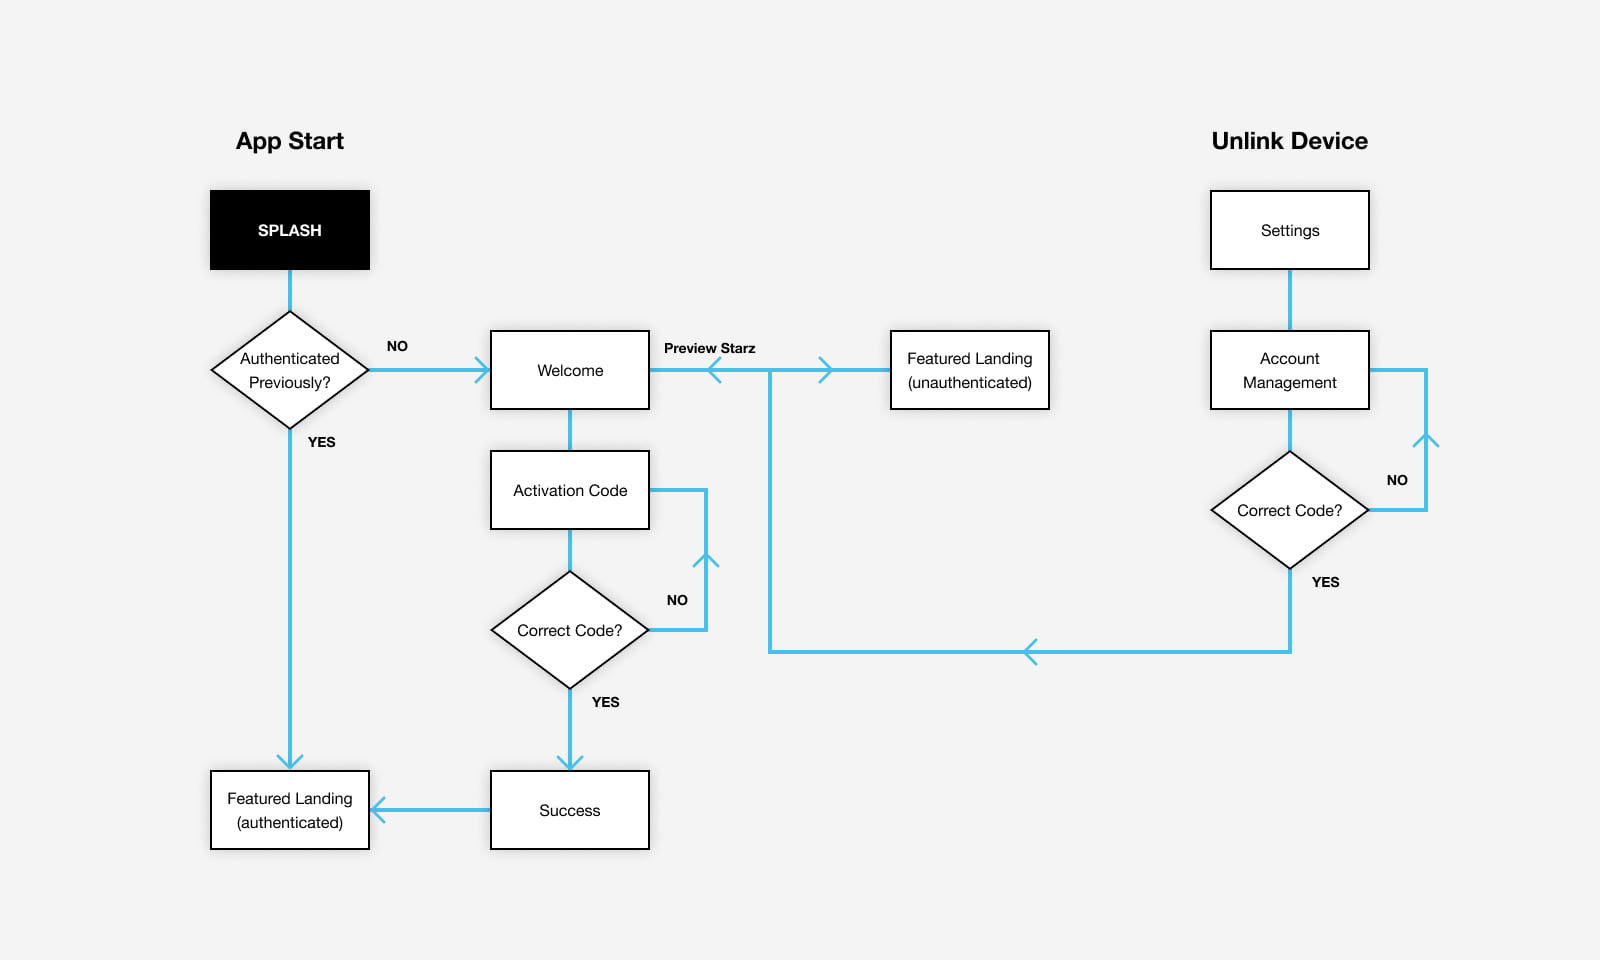 App Start
Unlink Device
SPLASH
Settings
Authenticated
Previously?
NO
Welcome
Preview Starz
Featured Landing
(unauthenticated)
Account
Management
YES
Activation Code
NO
Correct Code?
YES
NO
Correct Code?
YES
Featured Landing
(authenticated)
Success